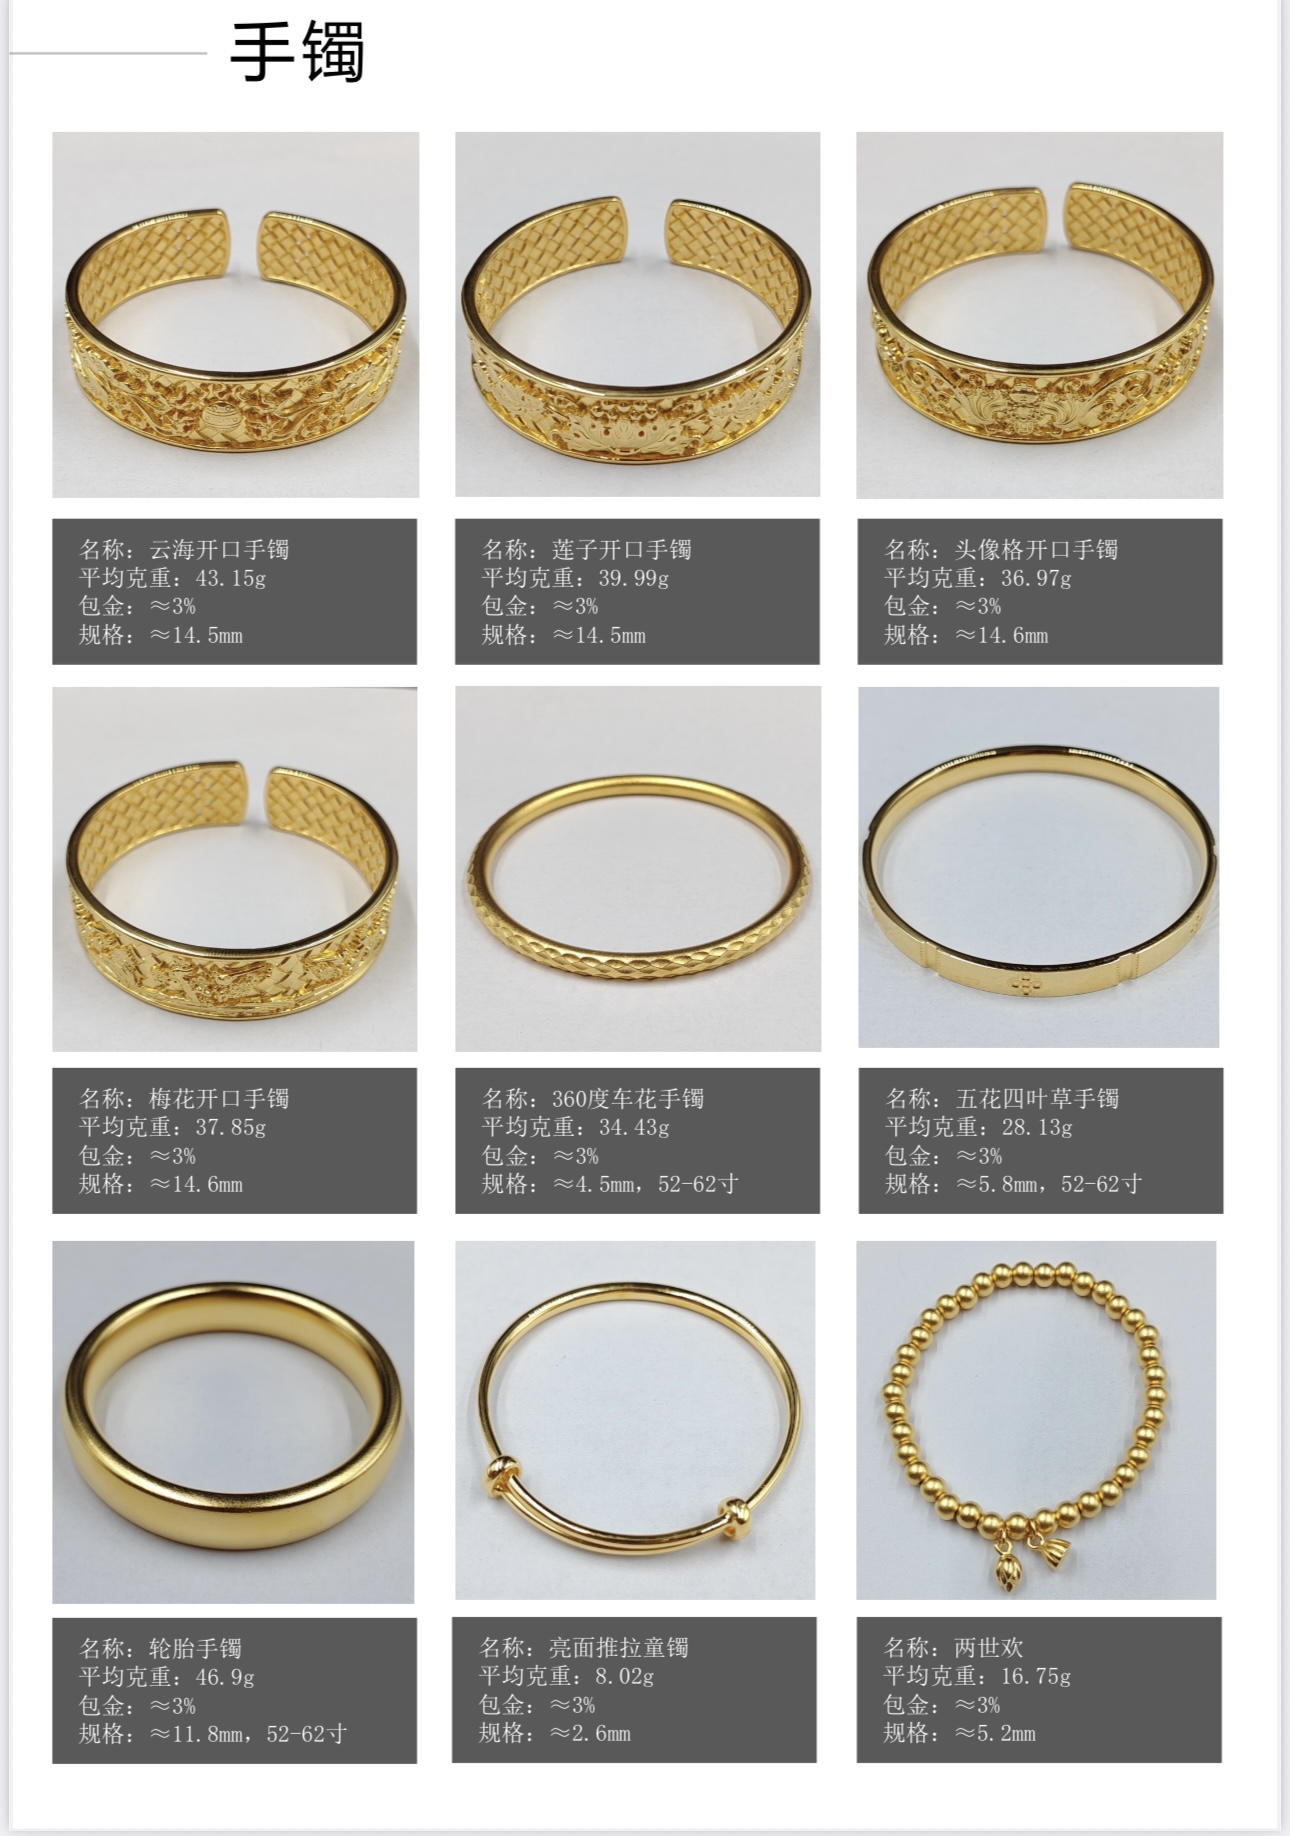 手镯
名称：云海开口手镯
平均克重：43.15g
包金：≈3%
规格：≈14.5mm
名称：莲子开口手镯
平均克重：39.99g
包金：≈3%
规格：≈14.5mm
名称：头像格开口手镯
平均克重：36.97g
包金：≈3%
规格：≈14.6mm
名称：梅花开口手镯
平均克重：37.85g
包金：≈3%
规格：≈14.6mm
名称：360度车花手镯
平均克重：34.43g
包金：≈3%
规格：≈4.5mm，52-62寸
名称：五花四叶草手镯
平均克重：28.13g
包金：≈3%
规格：≈5.8mm，52-62寸
名称：轮胎手镯
平均克重：46.9g
包金：≈3%
规格：≈11.8mm，52-62寸
名称：亮面推拉童镯
平均克重：8.02g
包金：≈3%
规格：≈2.6mm
名称：两世欢
平均克重：16.75g
包金：≈3%
规格：≈5.2mm